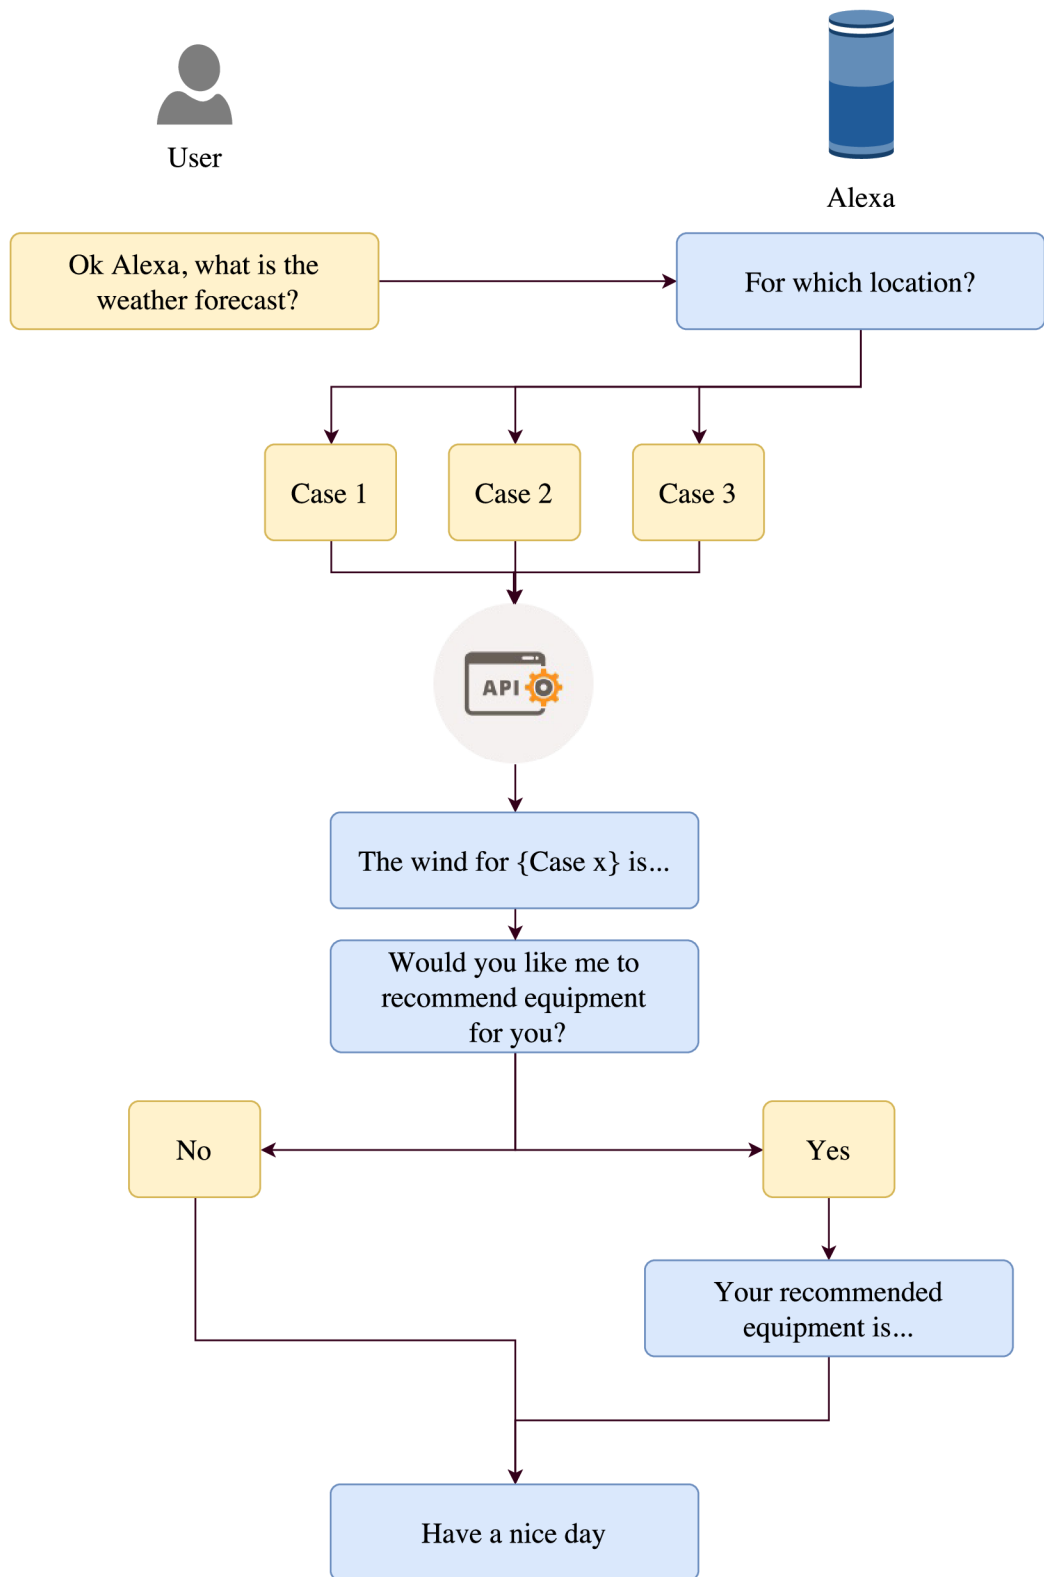 User
Alexa
Ok Alexa, what is the
weather forecast?
For which location?
Case 1
Case 2
Case 3
API
The wind for {Case x} is...
Would you like me to
recommend equipment
for you?
No
Yes
Your recommended
equipment is...
Have a nice day